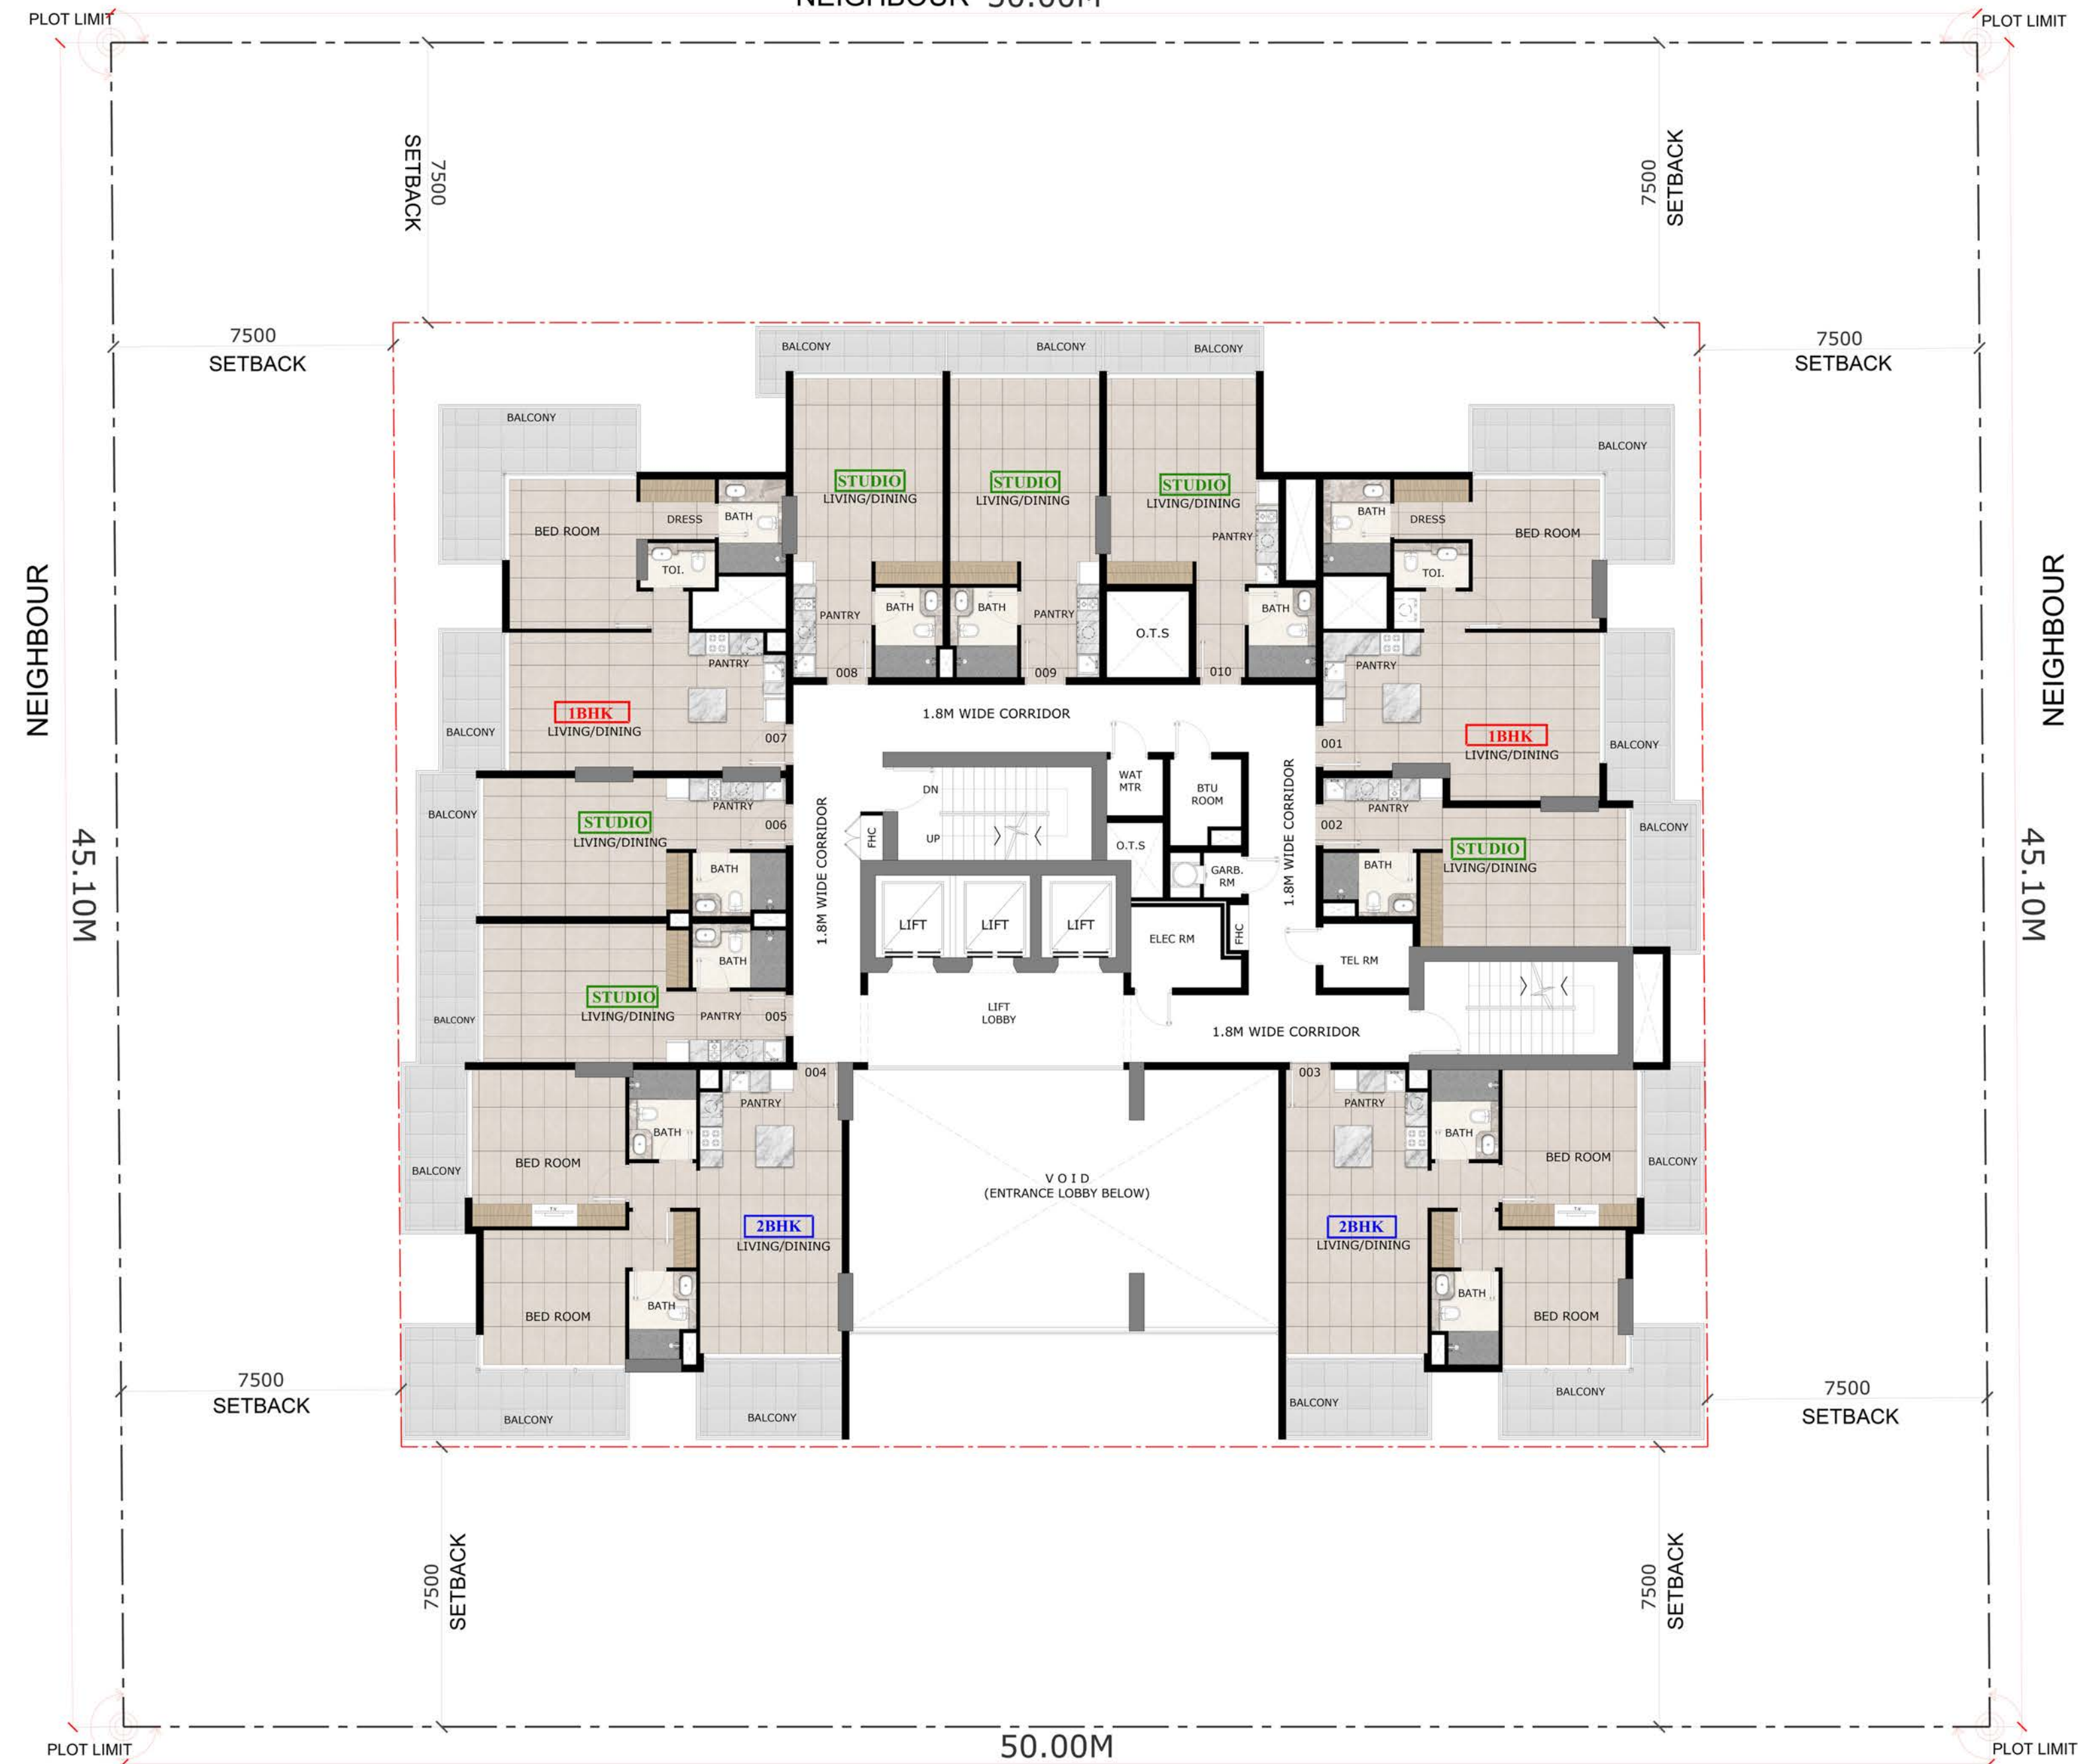 NEIGHBOUR 50.00M
PLOT LIMIT
PLOT LIMIT
SETBACK
7500
7500
SETBACK
7500
SETBACK
7500
SETBACK
BALCONY
BALCONY
BALCONY
BALCONY
BALCONY
STUDIO
LIVING/DINING
STUDIO
LIVING/DINING
STUDIO
LIVING/DINING
BED ROOM
DRESS
BATH
TOI.
PANTRY
BATH
DRESS
BED ROOM
TOI.
PANTRY
BATH
BATH
PANTRY
O.T.S
BATH
008
009
010
NEIGHBOUR
NEIGHBOUR
PANTRY
1BHK
LIVING/DINING
BALCONY
007
1.8M WIDE CORRIDOR
PANTRY
1BHK
LIVING/DINING
BALCONY
001
WAT
MTR
BTU
ROOM
DN
UP
FHC
O.T.S
GARB.
RM
1.8M WIDE CORRIDOR
1.8M WIDE CORRIDOR
BALCONY
PANTRY
STUDIO
LIVING/DINING
006
BATH
002
PANTRY
BATH
STUDIO
LIVING/DINING
BALCONY
45.10M
45.10M
LIFT
LIFT
LIFT
ELEC RM
FHC
TEL RM
BATH
STUDIO
LIVING/DINING
PANTRY
005
BALCONY
LIFT
LOBBY
1.8M WIDE CORRIDOR
004
003
PANTRY
BATH
BED ROOM
BALCONY
TV
2BHK
LIVING/DINING
BED ROOM
BATH
BALCONY
BALCONY
V O I D
(ENTRANCE LOBBY BELOW)
PANTRY
BATH
BED ROOM
BALCONY
TV
2BHK
LIVING/DINING
BATH
BED ROOM
BALCONY
BALCONY
7500
SETBACK
7500
SETBACK
7500
SETBACK
7500
SETBACK
PLOT LIMIT
50.00M
PLOT LIMIT